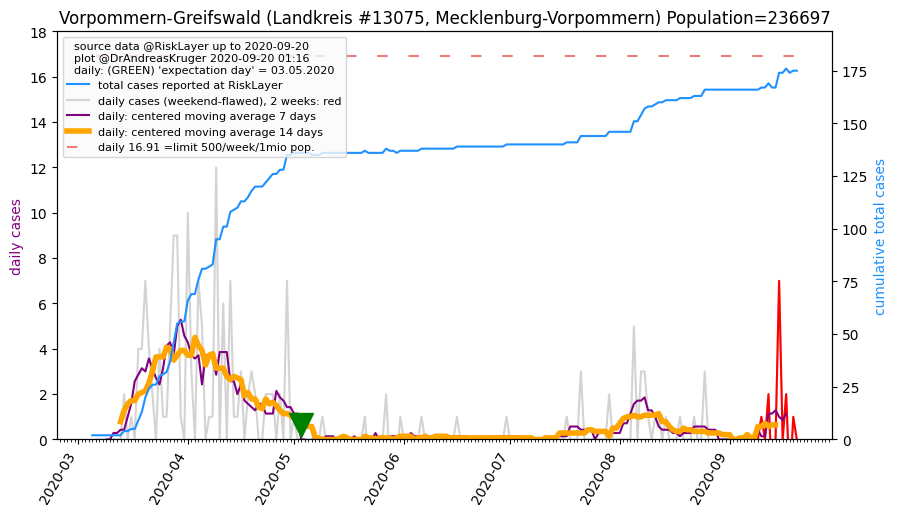 Vorpommern-Greifswald (Landkreis #13075, Mecklenburg-Vorpommern) Population=236697
source data @RiskLayer up to 2020-09-20
plot @DrAndreasKruger 2020-09-20 01:16
daily: (GREEN) 'expectation day' = 03.05.2020
total cases reported at RiskLayer
daily cases (weekend-flawed), 2 weeks: red
daily: centered moving average 7 days
daily: centered moving average 14 days
daily 16.91 =limit 500/week/1mio pop.
daily cases
18
16
14
12
10
8
6
4
2
0
cumulative total cases
175
150
125
100
75
50
25
0
2020-03
2020-04
2020-05
2020-06
2020-07
2020-08
2020-09